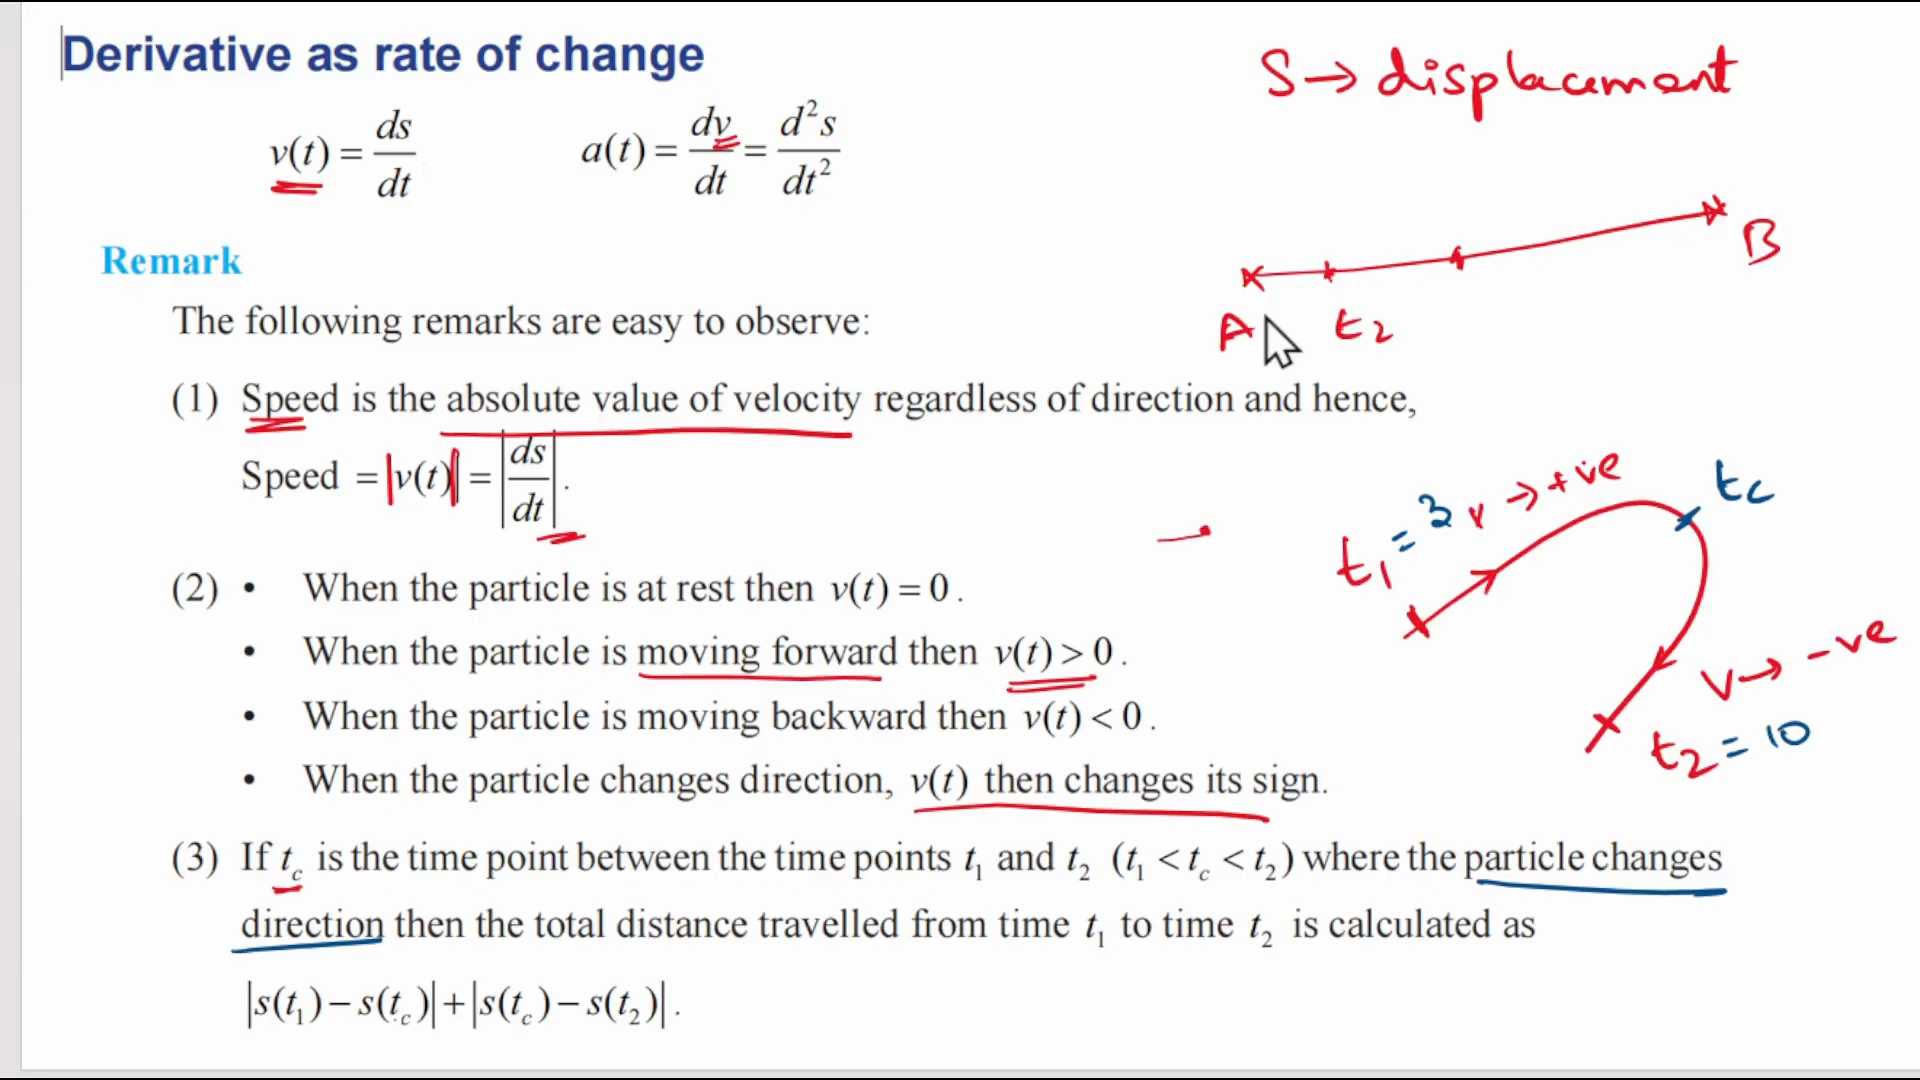 Derivative as rate of change
S → displacement
v(t) = ds/dt    a(t) = dv/dt = d²s/dt²
B
A    t2
Remark
The following remarks are easy to observe:
(1) Speed is the absolute value of velocity regardless of direction and hence,
Speed = |v(t)| = |ds/dt|.
t1 = 3    v → +ve    tc
(2) • When the particle is at rest then v(t) = 0.
• When the particle is moving forward then v(t) > 0.
v → -ve
• When the particle is moving backward then v(t) < 0.
t2 = 10
• When the particle changes direction, v(t) then changes its sign.
(3) If t_c is the time point between the time points t₁ and t₂ (t₁ < t_c < t₂) where the particle changes
direction then the total distance travelled from time t₁ to time t₂ is calculated as
|s(t₁) − s(t_c)| + |s(t_c) − s(t₂)|.